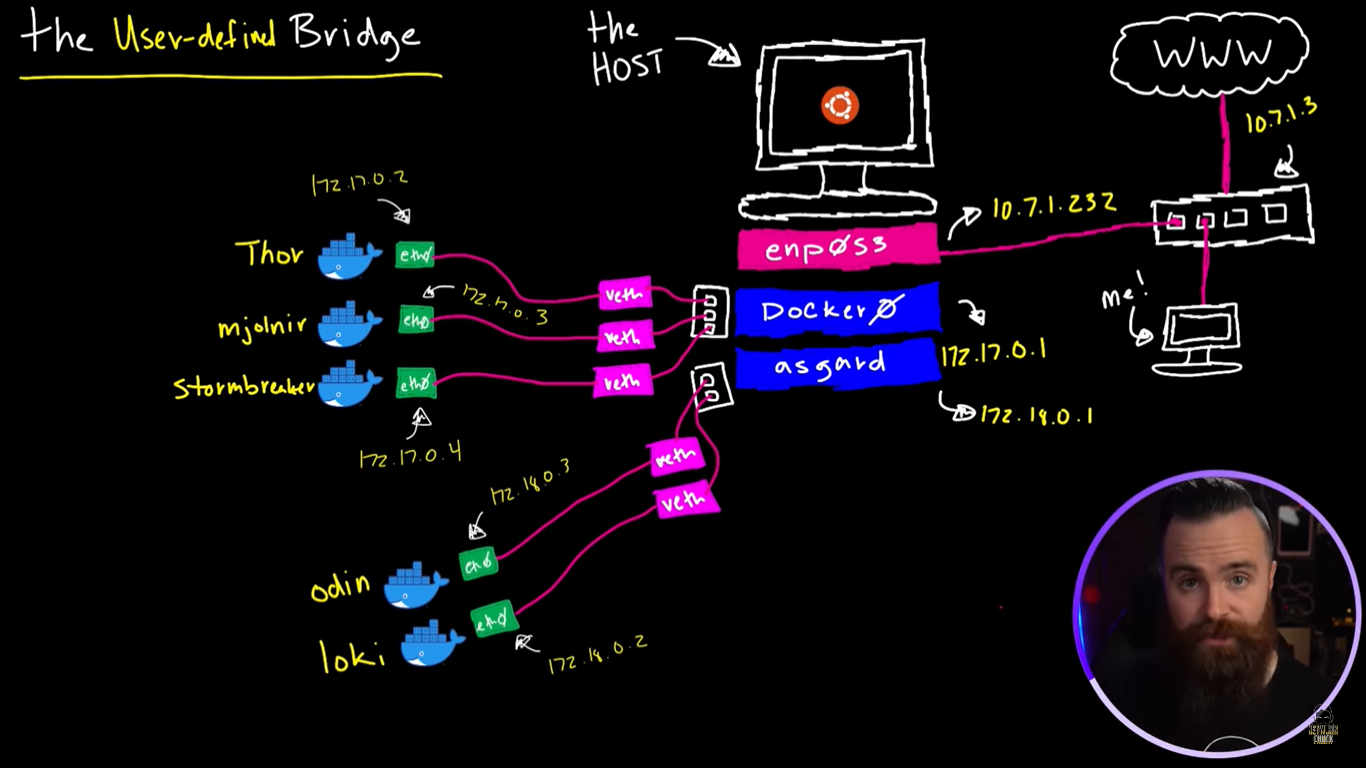 the User-defined Bridge
the
HOST
WWW
10.7.1.3
172.17.0.2
10.7.1.232
Thor
eth0
enp0s3
veth
172.17.0.3
Docker0
me!
mjolnir
eth0
veth
172.17.0.1
asgard
stormbreaker
eth0
veth
172.18.0.1
172.17.0.4
veth
172.18.0.3
veth
odin
en0
loki
eth0
172.18.0.2